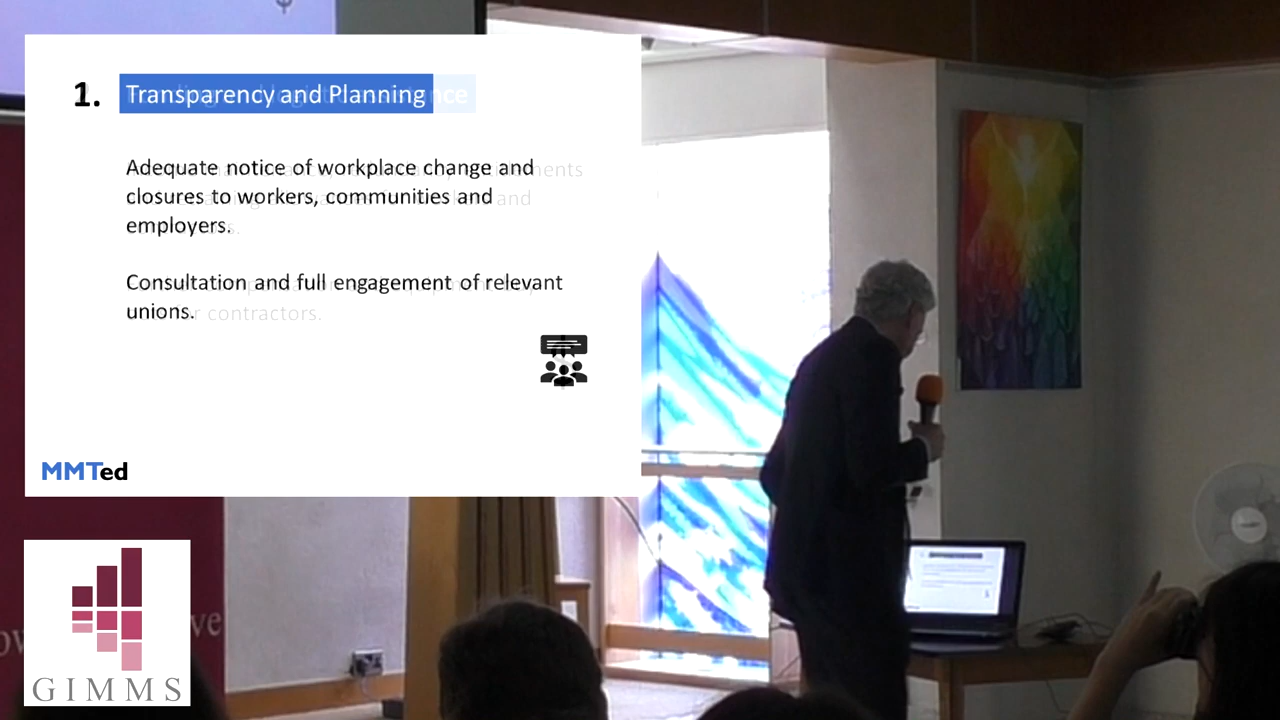 1. Transparency and Planning
Adequate notice of workplace change and
closures to workers, communities and
employers.
Consultation and full engagement of relevant
unions.
contractors.
MMTed
GIMMS